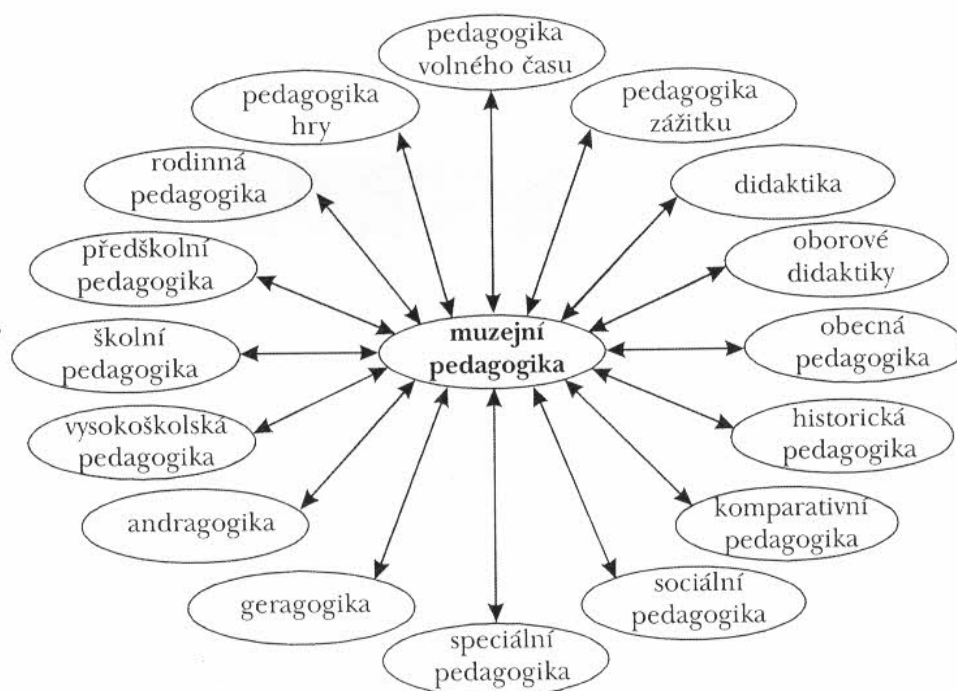 pedagogika
volného času
pedagogika
hry
pedagogika
zážitku
rodinná
pedagogika
didaktika
předškolní
pedagogika
oborové
didaktiky
školní
pedagogika
muzejní
pedagogika
obecná
pedagogika
vysokoškolská
pedagogika
historická
pedagogika
andragogika
komparativní
pedagogika
geragogika
sociální
pedagogika
speciální
pedagogika